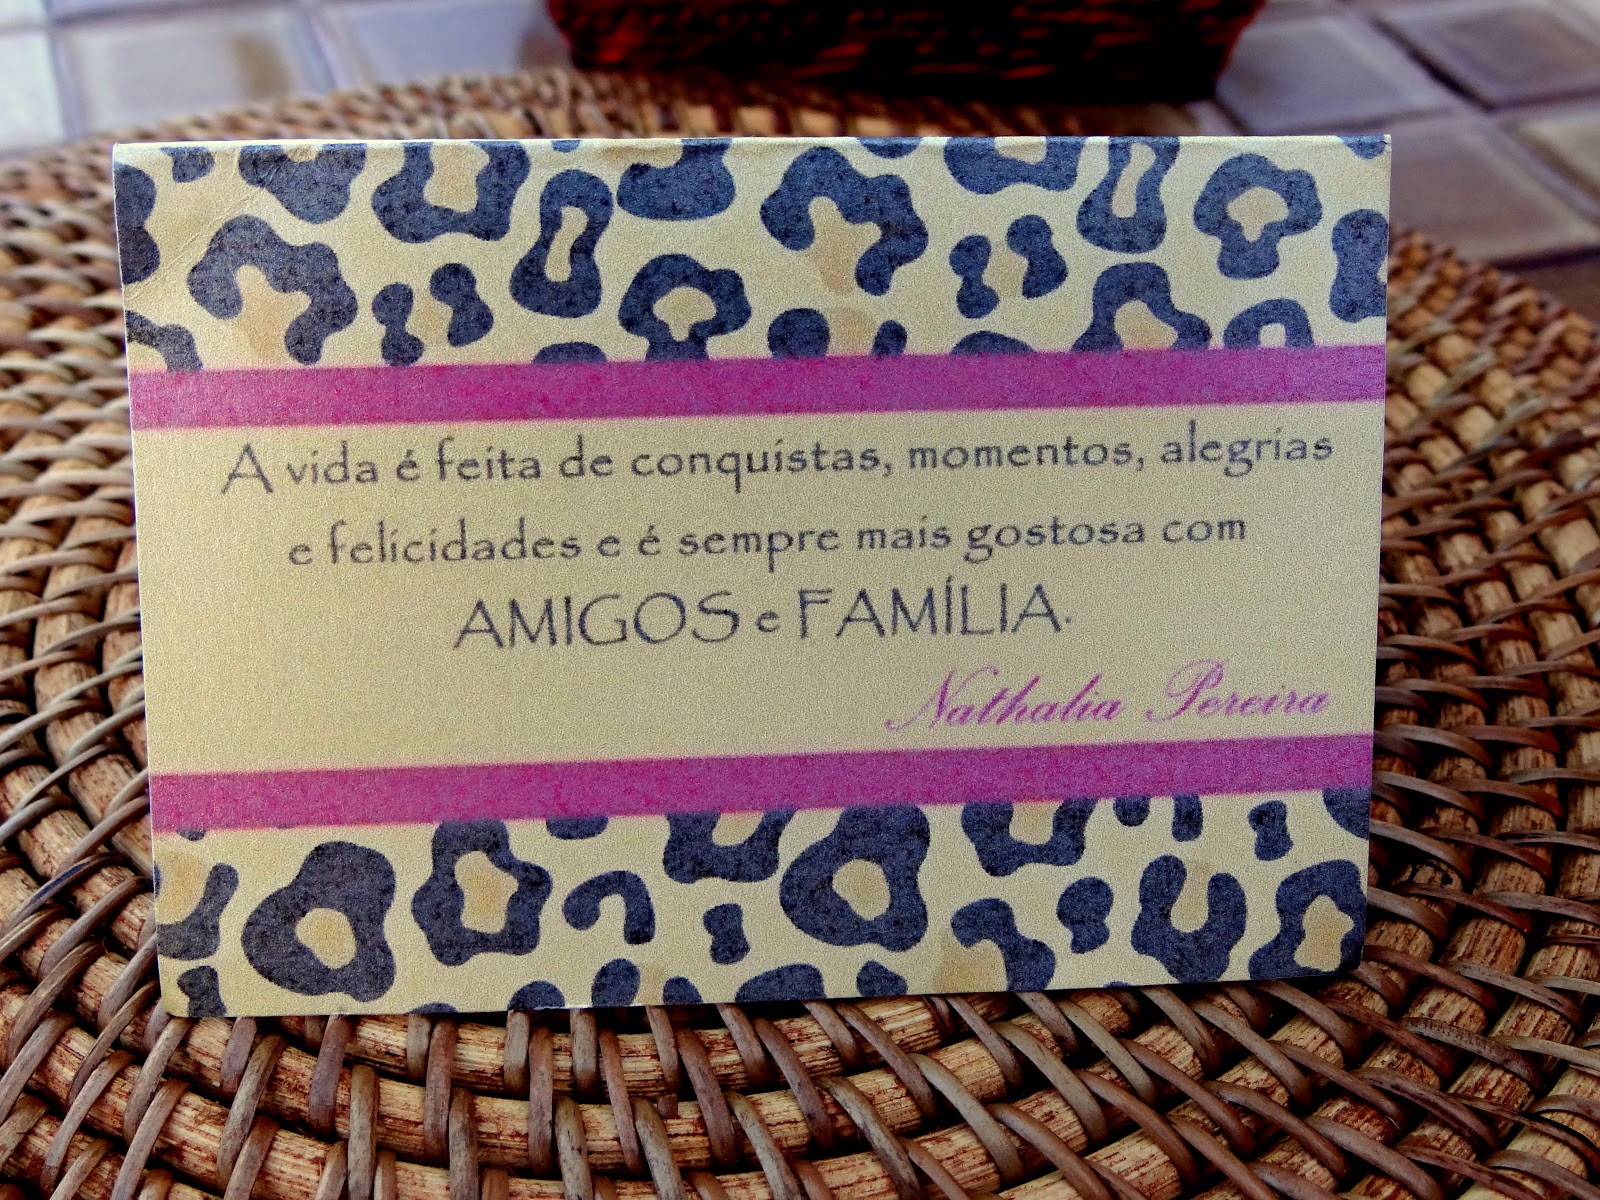 A vida é feita de conquistas, momentos, alegrias
e felicidades e é sempre mais gostosa com
AMIGOS e FAMÍLIA.
Nathalia Pereira